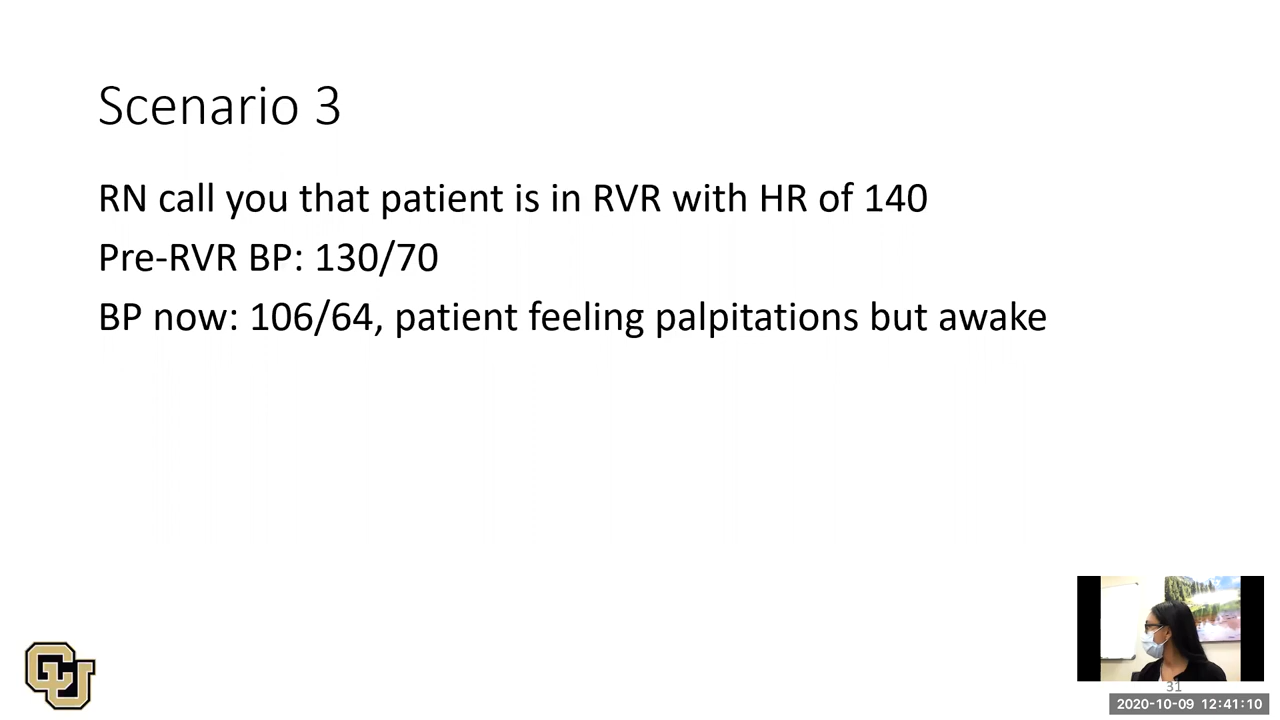 Scenario 3
RN call you that patient is in RVR with HR of 140
Pre-RVR BP: 130/70
BP now: 106/64, patient feeling palpitations but awake
CU
31
2020-10-09 12:41:10